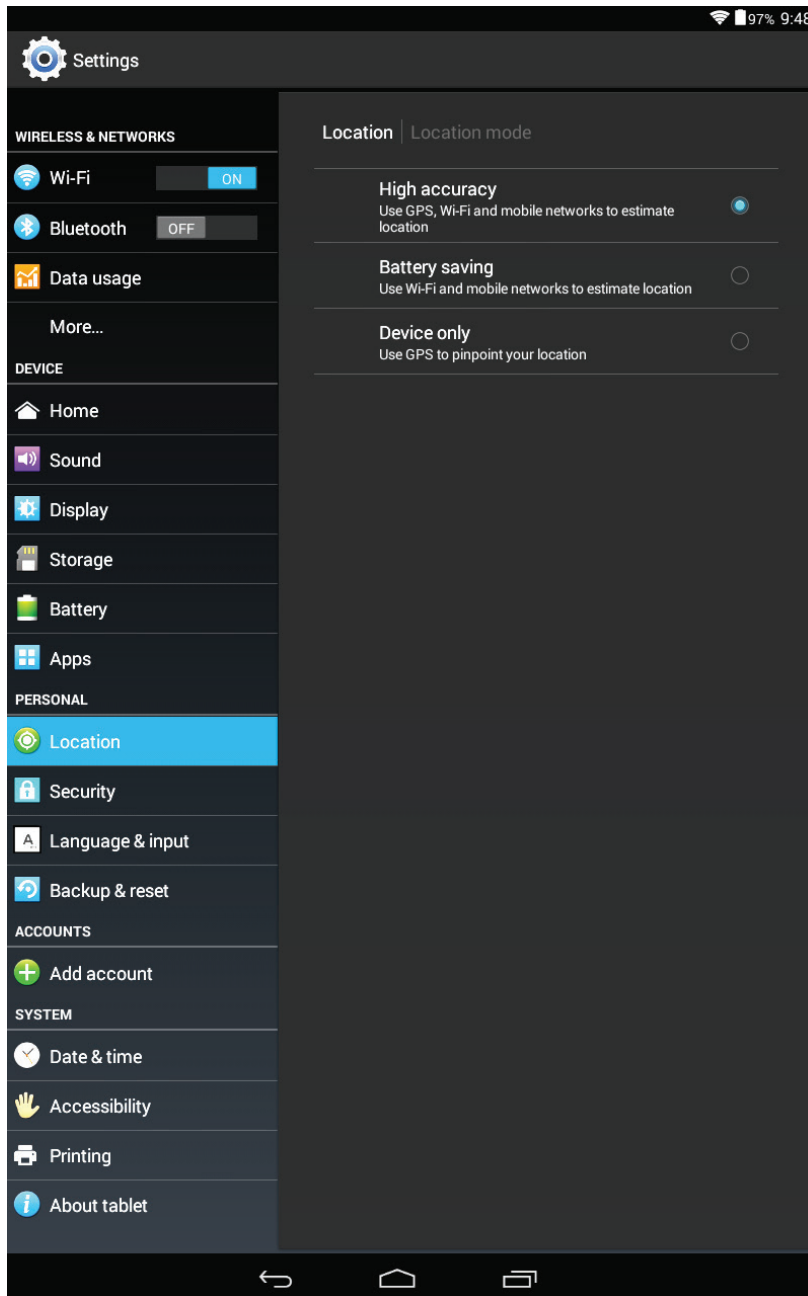 97% 9:48
Settings
WIRELESS & NETWORKS
Wi-Fi ON
Bluetooth OFF
Data usage
More...
DEVICE
Home
Sound
Display
Storage
Battery
Apps
PERSONAL
Location
Security
Language & input
Backup & reset
ACCOUNTS
Add account
SYSTEM
Date & time
Accessibility
Printing
About tablet
Location | Location mode
High accuracy
Use GPS, Wi-Fi and mobile networks to estimate
location
Battery saving
Use Wi-Fi and mobile networks to estimate location
Device only
Use GPS to pinpoint your location